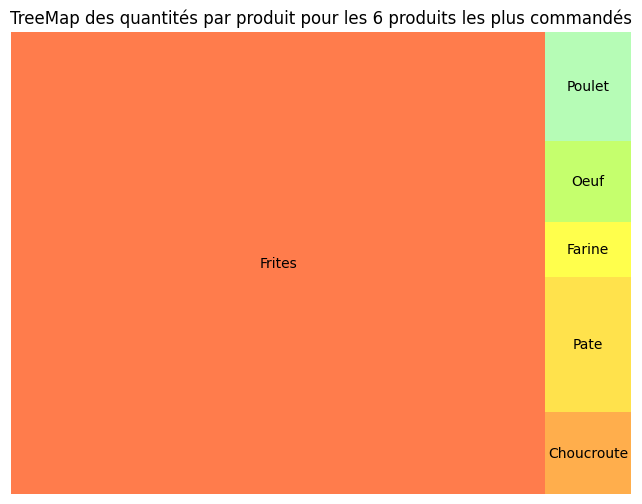 TreeMap des quantités par produit pour les 6 produits les plus commandés
Poulet
Oeuf
Farine
Frites
Pate
Choucroute